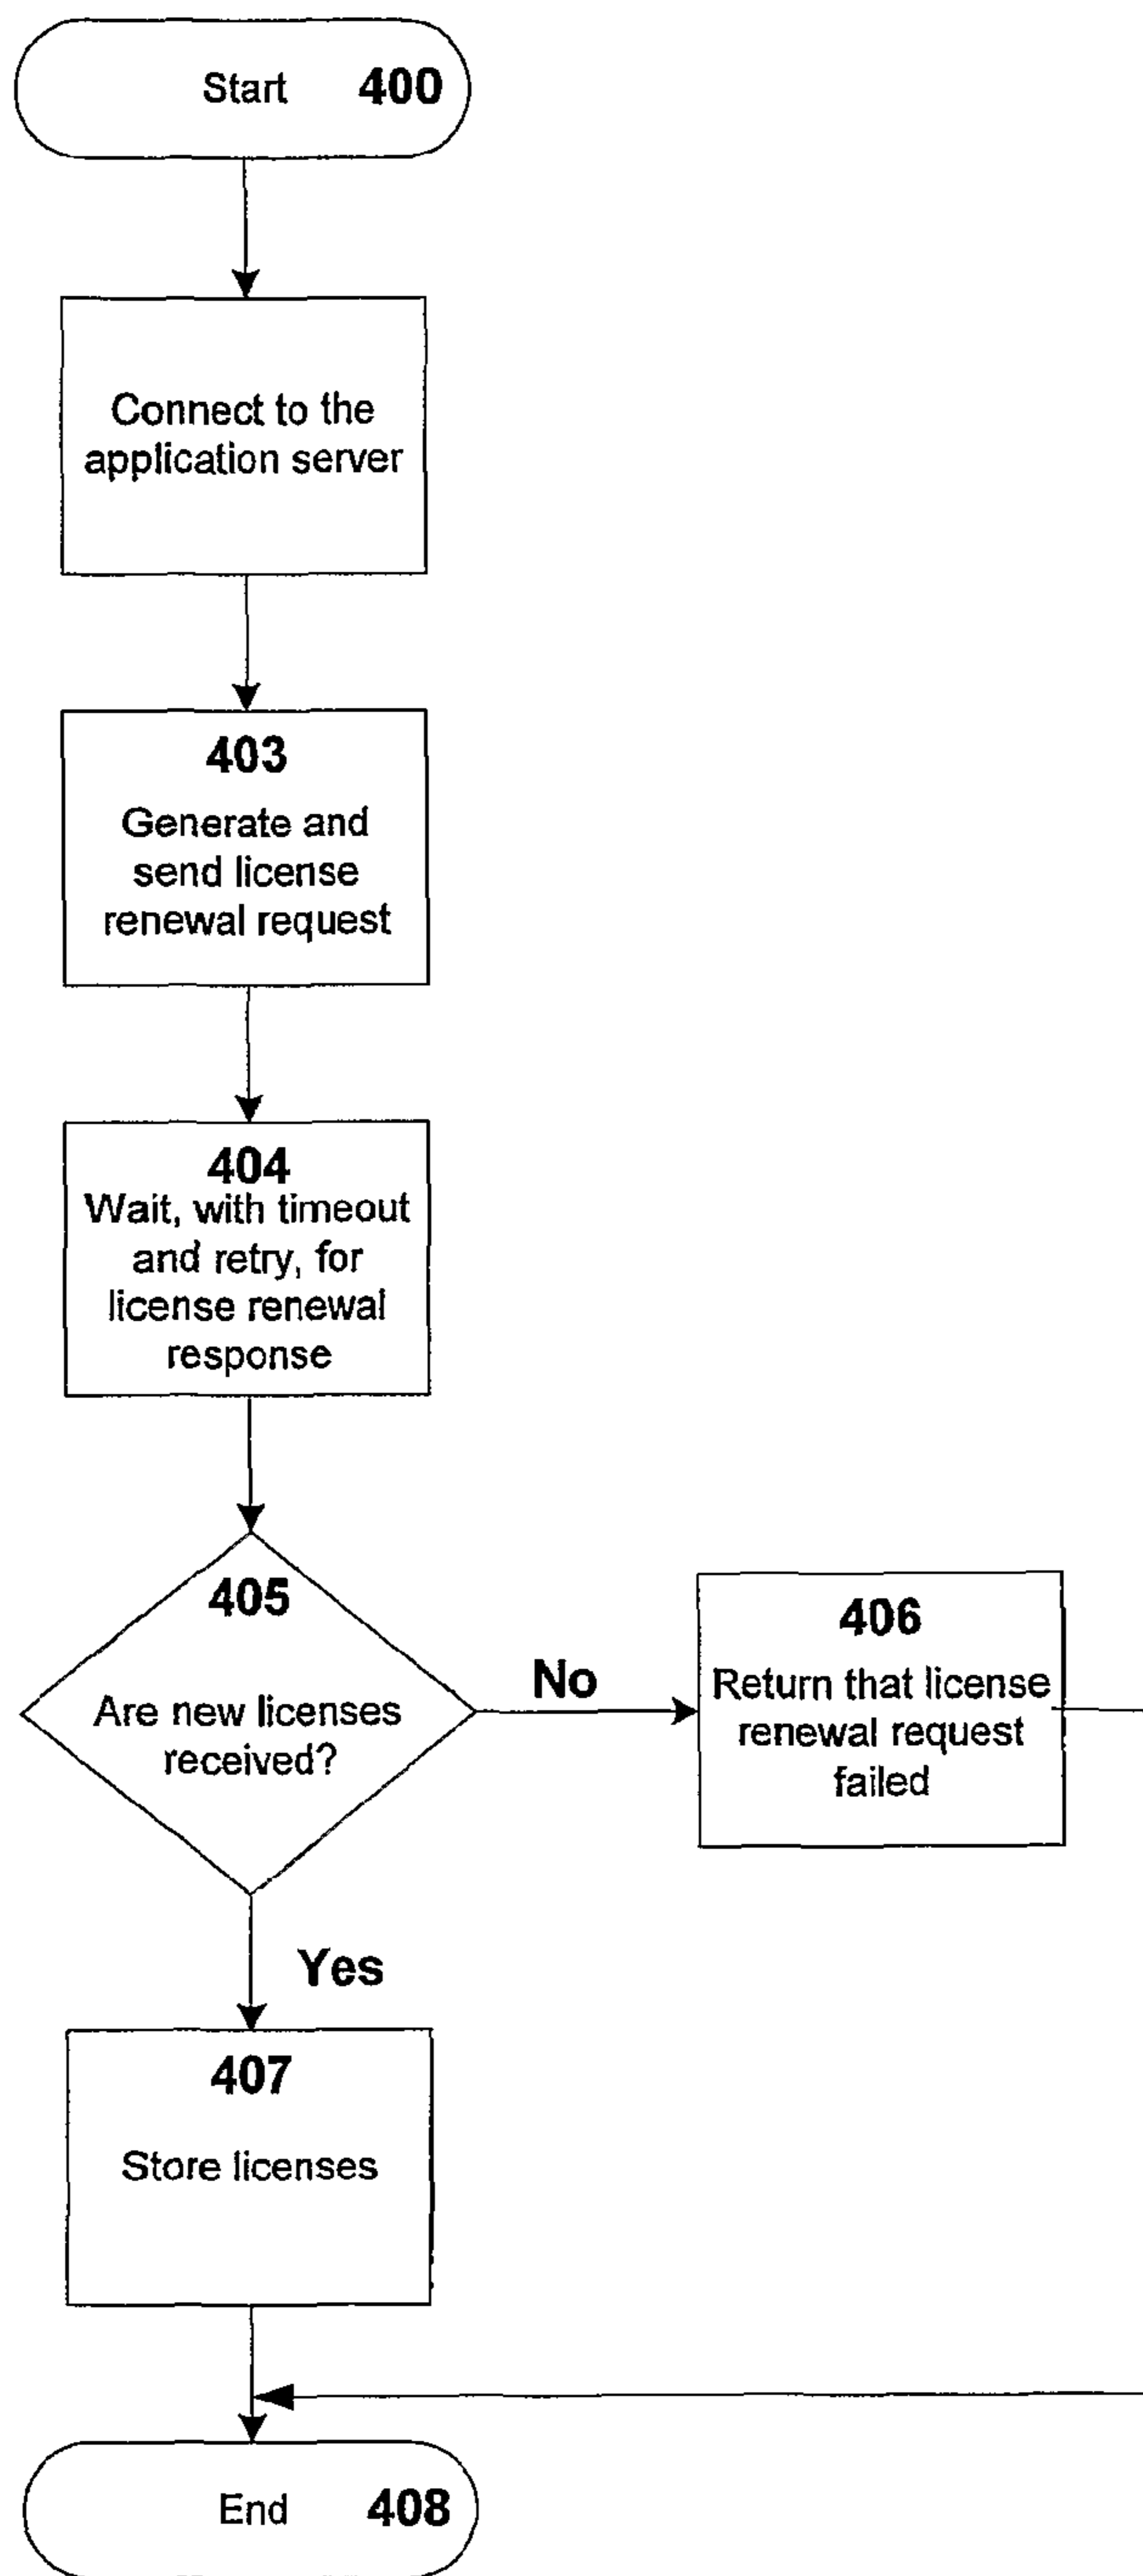 Start 400
Connect to the
application server
403
Generate and
send license
renewal request
404
Wait, with timeout
and retry, for
license renewal
response
405
Are new licenses
received?
No
406
Return that license
renewal request
failed
Yes
407
Store licenses
End 408